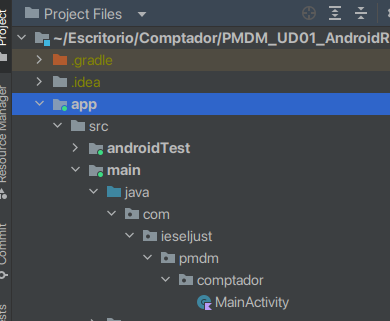 Project Files
~/Escritorio/Comptador/PMDM_UD01_AndroidR
.gradle
.idea
app
src
androidTest
main
java
com
ieseljust
pmdm
comptador
MainActivity
Project
Resource Manager
Commit